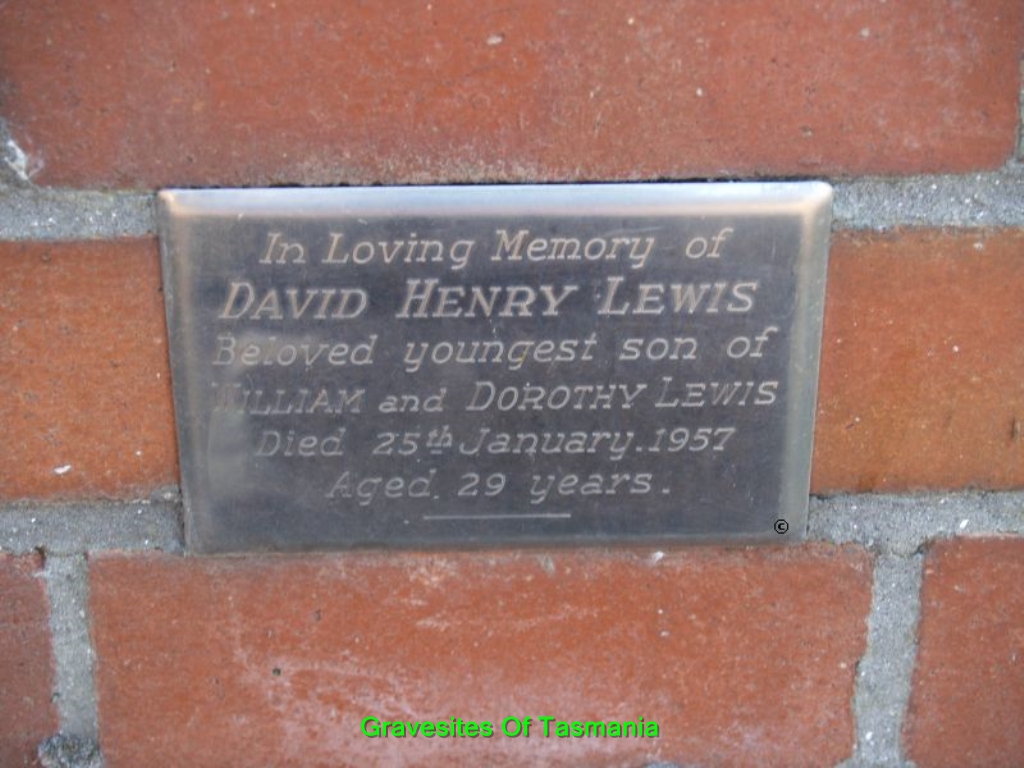 In Loving Memory of
DAVID HENRY LEWIS
Beloved youngest son of
WILLIAM and DOROTHY LEWIS
Died 25th January. 1957
Aged. 29 years.
©
Gravesites Of Tasmania